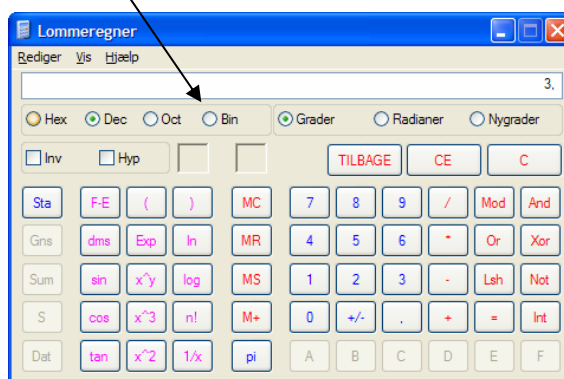 Lommeregner
Rediger Vis Hjælp
3,
Hex Dec Oct Bin Grader Radianer Nygrader
Inv Hyp TILBAGE CE C
Sta F-E ( ) MC 7 8 9 / Mod And
Gns dms Exp ln MR 4 5 6 * Or Xor
Sum sin x^y log MS 1 2 3 - Lsh Not
S cos x^3 n! M+ 0 +/- , + = Int
Dat tan x^2 1/x pi A B C D E F